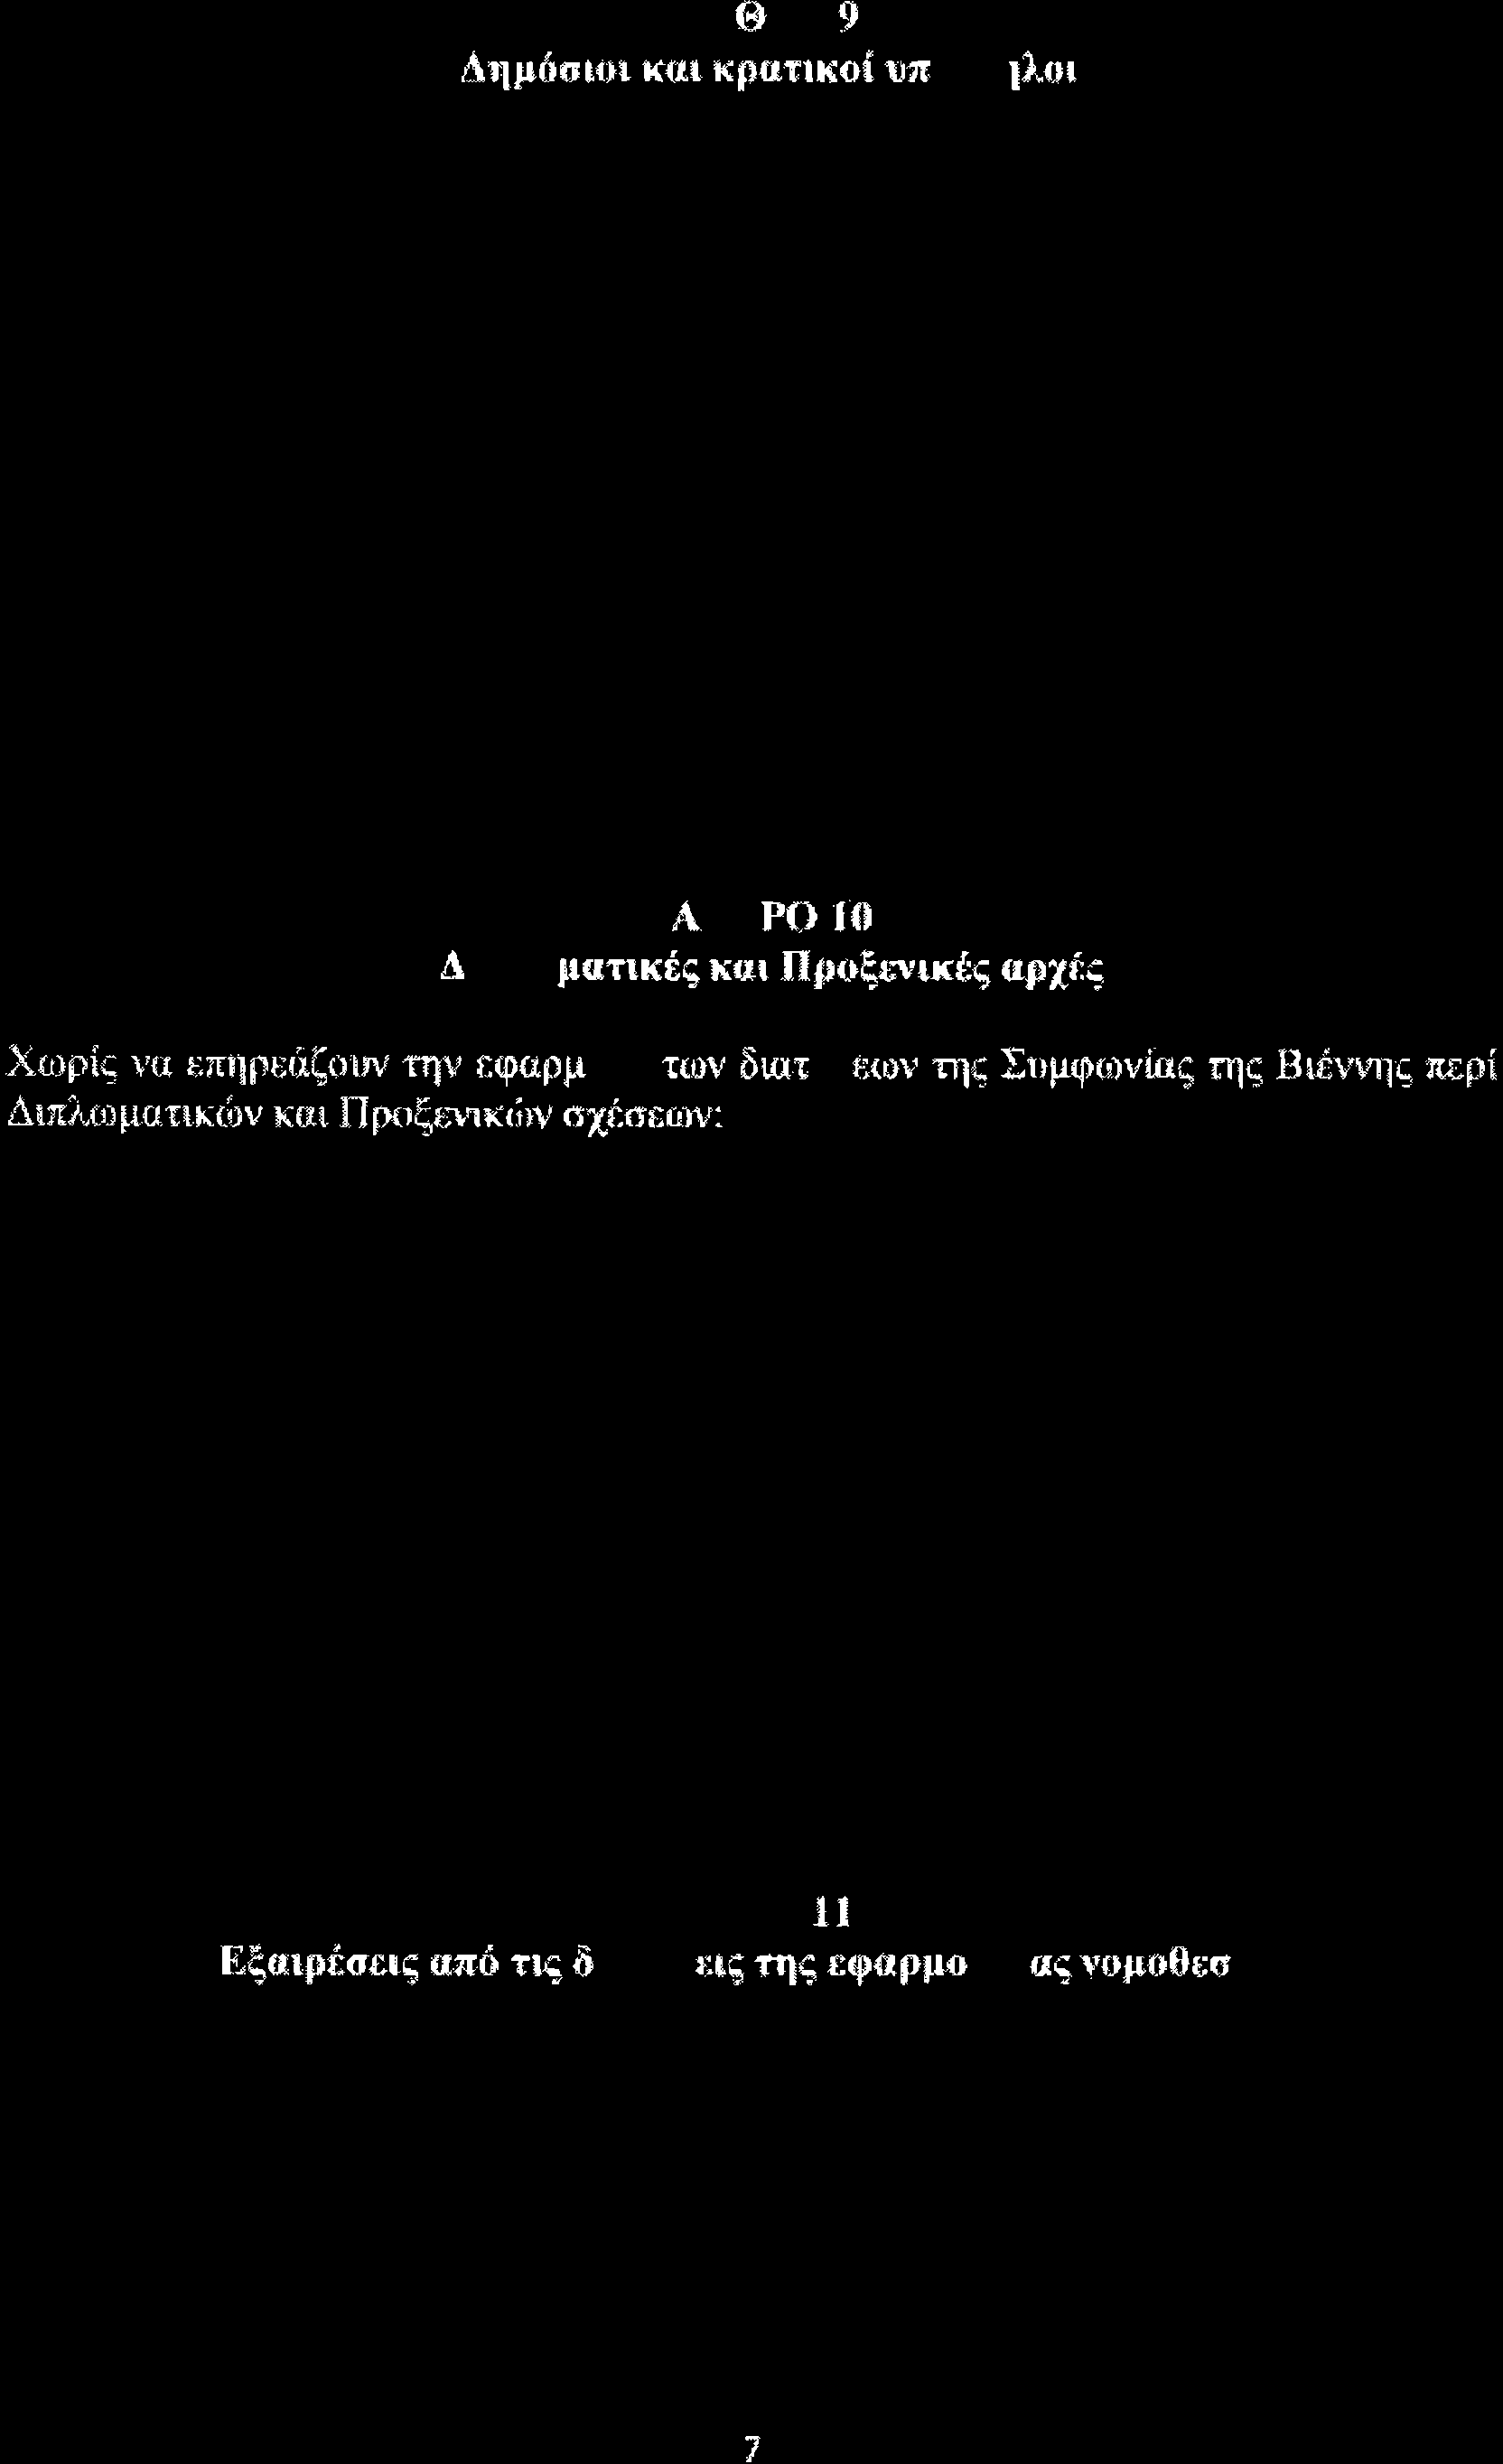 Θ 9
Δημόσιοι και κρατικοί υπ ηλοι
Α ΡΟ 10
Δ ματικές και Προξενικές αρχές
Χωρίς να επηρεάζουν την εφαρμ των διατ εων της Συμφωνίας της Βιέννης περί
Διπλωματικών και Προξενικών σχέσεων:
11
Εξαιρέσεις από τις δ εις της εφαρμο ας νομοθεσ
7